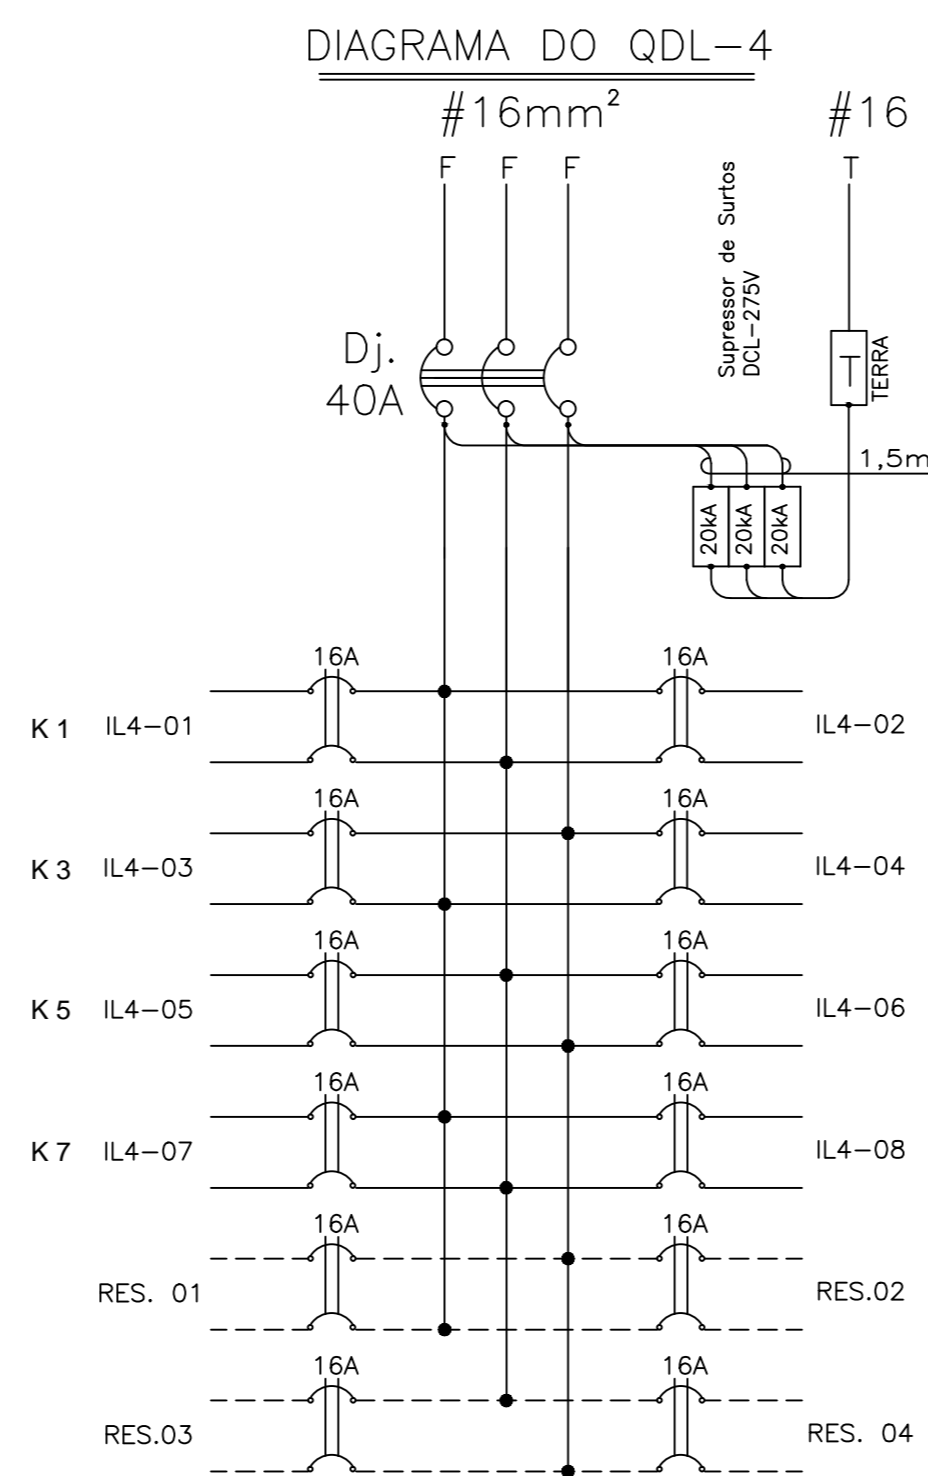 DIAGRAMA DO QDL-4
#16mm²
#16
F F F
T
Supressor de Surtos
DCL-275V
Dj.
40A
T
TERRA
1,5m
20kA 20kA 20kA
16A 16A
K1 IL4-01 IL4-02
16A 16A
K3 IL4-03 IL4-04
16A 16A
K5 IL4-05 IL4-06
16A 16A
K7 IL4-07 IL4-08
16A 16A
RES. 01 RES.02
16A 16A
RES.03 RES. 04